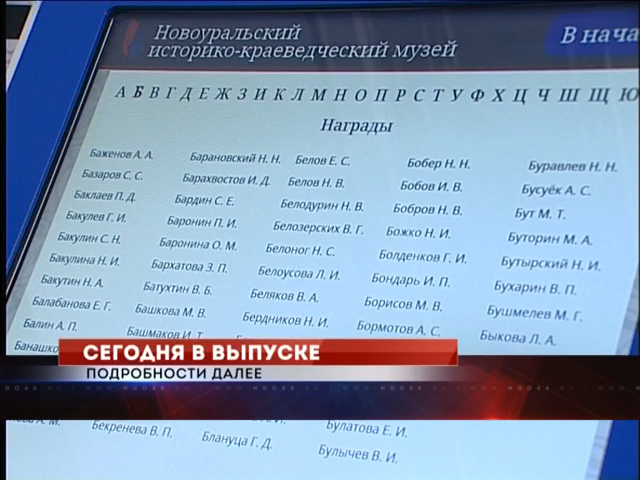 Новоуральский
историко-краеведческий музей
В нача
А Б В Г Д Е Ж З И К Л М Н О П Р С Т У Ф Х Ц Ч Ш Щ Ю
Награды
Баженов А. А. Барановский Н. Н. Белов Е. С. Бобер Н. Н. Буравлев Н. Н.
Базаров С. С. Барахвостов И. Д. Белов Н. В. Бобов И. В. Бусуёк А. С.
Баклаев П. Д. Бардин С. Е. Белодурин Н. В. Бобров Н. В. Бут М. Т.
Бакулев Г. И. Баронин П. И. Белозерских В. Г. Божко Н. И. Буторин М. А.
Бакулин С. Н. Баронина О. М. Белоног Н. С. Болденков Г. И. Бутырский Н. И.
Бакулина Н. И. Бархатова З. П. Белоусова Л. И. Бондарь И. П. Бухарин В. П.
Бакутин Н. А. Батухтин В. Б. Беляков В. А. Борисов М. В. Бушмелев М. Г.
Балабанова Е. Г. Башкова М. В. Бердников Н. И. Бормотов А. С. Быкова Л. А.
Балин А. П. Башмаков И. Т.
Банашко
СЕГОДНЯ В ВЫПУСКЕ
ПОДРОБНОСТИ ДАЛЕЕ
Булатова Е. И.
Бекренева В. П. Блануца Г. Д. Булычев В. И.